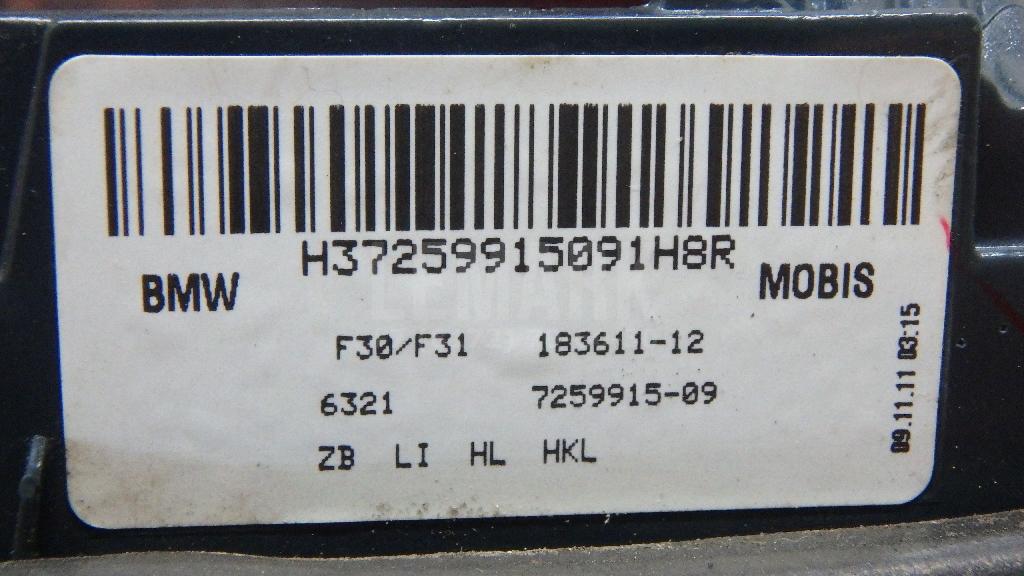 H37259915091H8R
BMW
MOBIS
LEMARK
F30/F31 183611-12
6321 7259915-09
ZB LI HL HKL
09.11.11 03:15